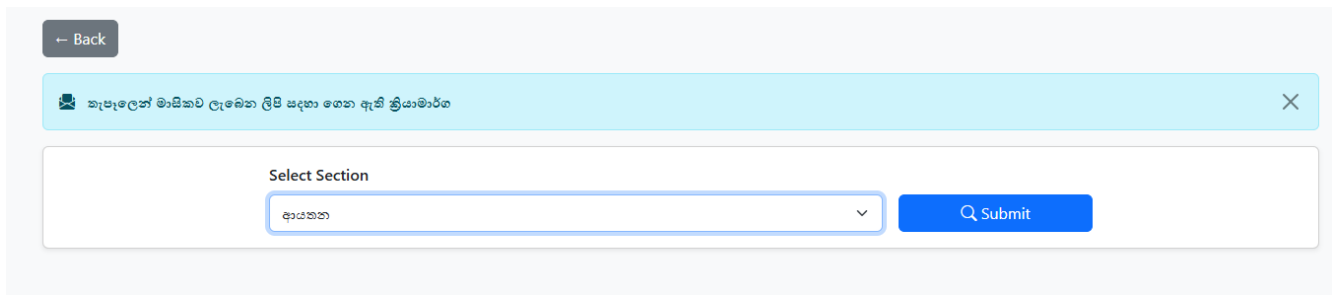 ← Back
තැපෑලෙන් මාසිකව ලැබෙන ලිපි සදහා ගෙන ඇති ක්‍රියාමාර්ග
Select Section
ආයතන
Submit